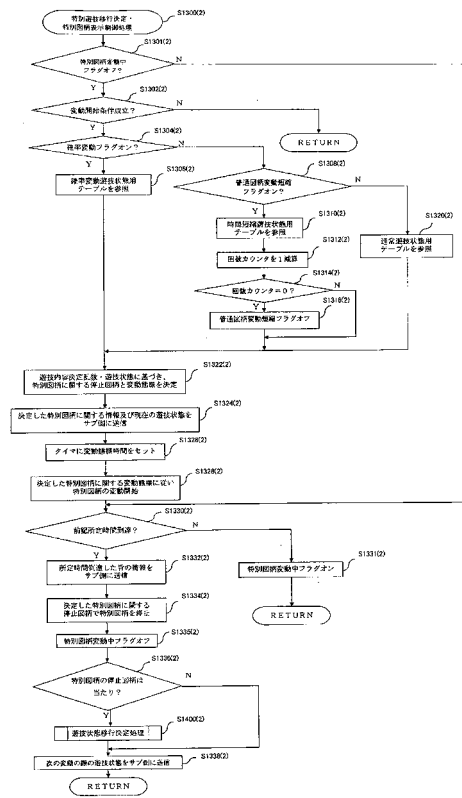 S1300(2)
特別遊技移行決定・
特別図柄表示制御処理
S1301(2)
特別図柄変動中
フラグオフ?
N
Y
S1302(2)
変動開始条件成立?
N
Y
RETURN
S1304(2)
確率変動フラグオン?
N
Y
S1306(2)
確率変動遊技状態用
テーブルを参照
S1308(2)
普通図柄変動短縮
フラグオン?
N
Y
S1310(2)
時間短縮遊技状態用
テーブルを参照
S1320(2)
通常遊技状態用
テーブルを参照
S1312(2)
回数カウンタを1減算
S1314(2)
回数カウンタ=0?
N
Y
S1316(2)
普通図柄変動短縮フラグオフ
S1322(2)
遊技内容決定乱数・遊技状態に基づき、
特別図柄に関する停止図柄と変動態様を決定
S1324(2)
決定した特別図柄に関する情報及び現在の遊技状態を
サブ側に送信
S1326(2)
タイマに変動態様時間をセット
S1328(2)
決定した特別図柄に関する変動態様に従い
特別図柄の変動開始
S1330(2)
前記所定時間到達?
N
Y
S1331(2)
特別図柄変動中フラグオン
RETURN
S1332(2)
所定時間到達した旨の情報を
サブ側に送信
S1334(2)
決定した特別図柄に関する
停止図柄で特別図柄を停止
S1335(2)
特別図柄変動中フラグオフ
S1336(2)
特別図柄の停止図柄は
当たり?
N
Y
S1400(2)
遊技状態移行決定処理
S1338(2)
次の変動の際の遊技状態をサブ側に送信
RETURN